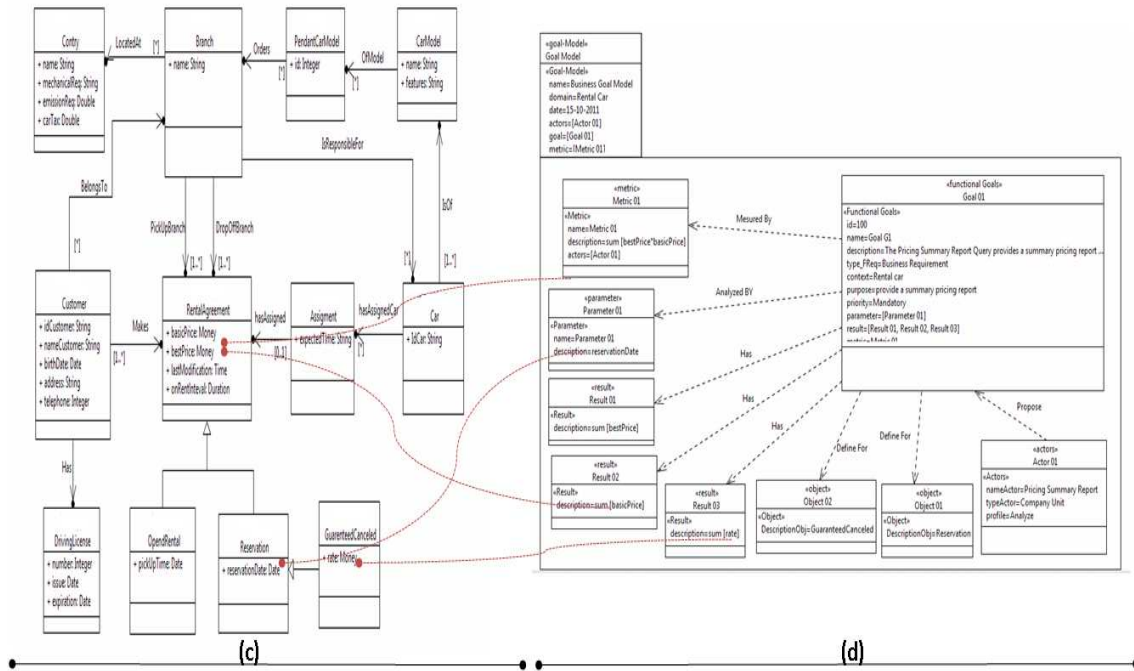 Contry
+ name: String
+ mechanicalReq: String
+ emissionReq: Double
+ carTax: Double
LocatedAt
[*]
Branch
+ name: String
Orders
[*]
PendantCarModel
+ id: Integer
OfModel
[*]
CarModel
+ name: String
+ features: String
BelongsTo
[*]
PickUpBranch
[1..*]
DropOffBranch
[1..*]
IsResponsibleFor
[*]
IsOf
[1..*]
Customer
+ idCustomer: String
+ nameCustomer: String
+ birthDate: Date
+ address: String
+ telephone: Integer
Makes
[1..*]
RentalAgreement
+ basicPrice: Money
+ bestPrice: Money
+ lastModification: Time
+ onRentInteval: Duration
hasAssigned
[0..1]
Assigment
+ expectedTime: String
hasAssignedCar
[*]
Car
+ IdCar: String
Has
DrivingLicense
+ number: Integer
+ issue: Date
+ expiration: Date
OpendRental
+ pickUpTime: Date
Reservation
+ reservationDate: Date
GuarenteedCanceled
+ rate: Money
(c)
«goal-Model»
Goal Model
«Goal-Model»
name=Business Goal Model
domain=Rental Car
date=15-10-2011
actors=[Actor 01]
goal=[Goal 01]
metric=[Metric 01]
«metric»
Metric 01
«Metric»
name=Metric 01
description=sum [bestPrice*basicPrice]
actors=[Actor 01]
Mesured By
«functional Goals»
Goal 01
«Functional Goals»
id=100
name=Goal G1
description=The Pricing Summary Report Query provides a summary pricing report ...
type_FReq=Business Requirement
context=Rental car
purpose=provide a summary pricing report
priority=Mandatory
parameter=[Parameter 01]
result=[Result 01, Result 02, Result 03]
metric=Metric 01
Analyzed BY
«parameter»
Parameter 01
«Parameter»
name=Parameter 01
description=reservationDate
Has
«result»
Result 01
«Result»
description=sum [bestPrice]
Has
«result»
Result 02
«Result»
description=sum [basicPrice]
Has
«result»
Result 03
«Result»
description=sum [rate]
Define For
«object»
Object 02
«Object»
DescriptionObj=GuaranteedCanceled
Define For
«object»
Object 01
«Object»
DescriptionObj=Reservation
Propose
«actors»
Actor 01
«Actors»
nameActors=Pricing Summary Report
typeActor=Company Unit
profile=Analyze
(d)